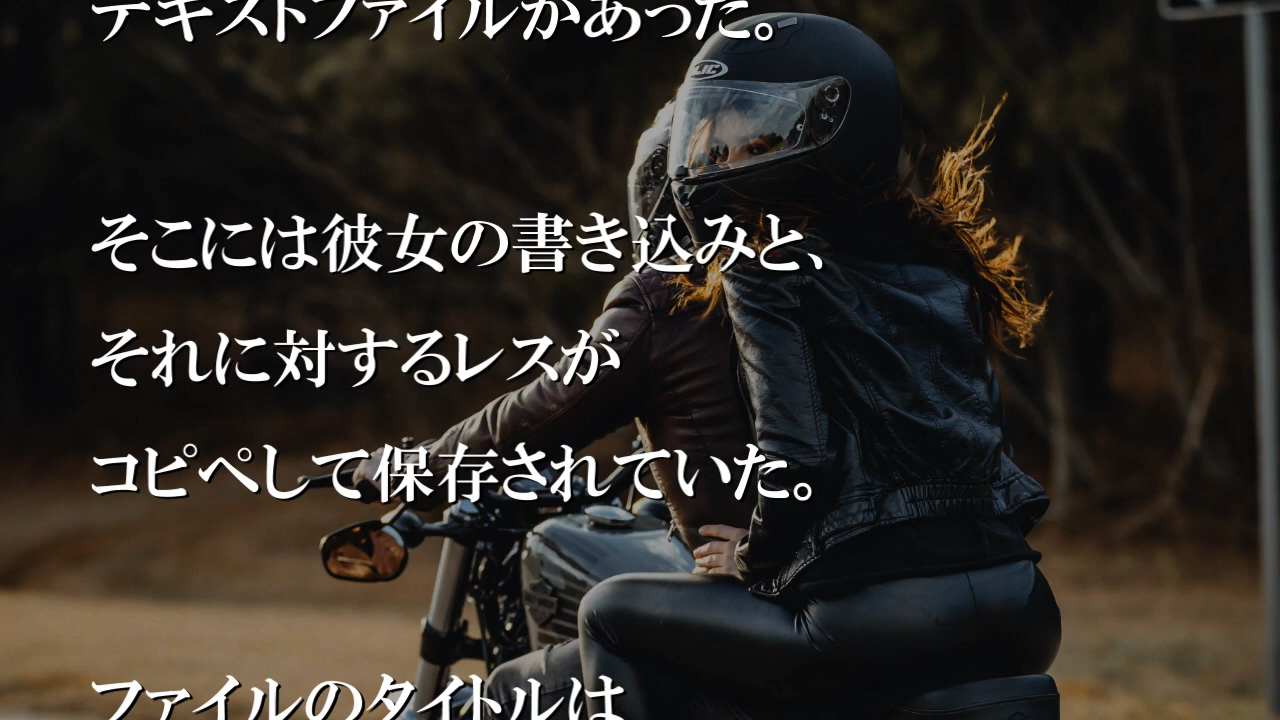 テキストファイルがあった。
そこには彼女の書き込みと、
それに対するレスが
コピペして保存されていた。
ファイルのタイトルは